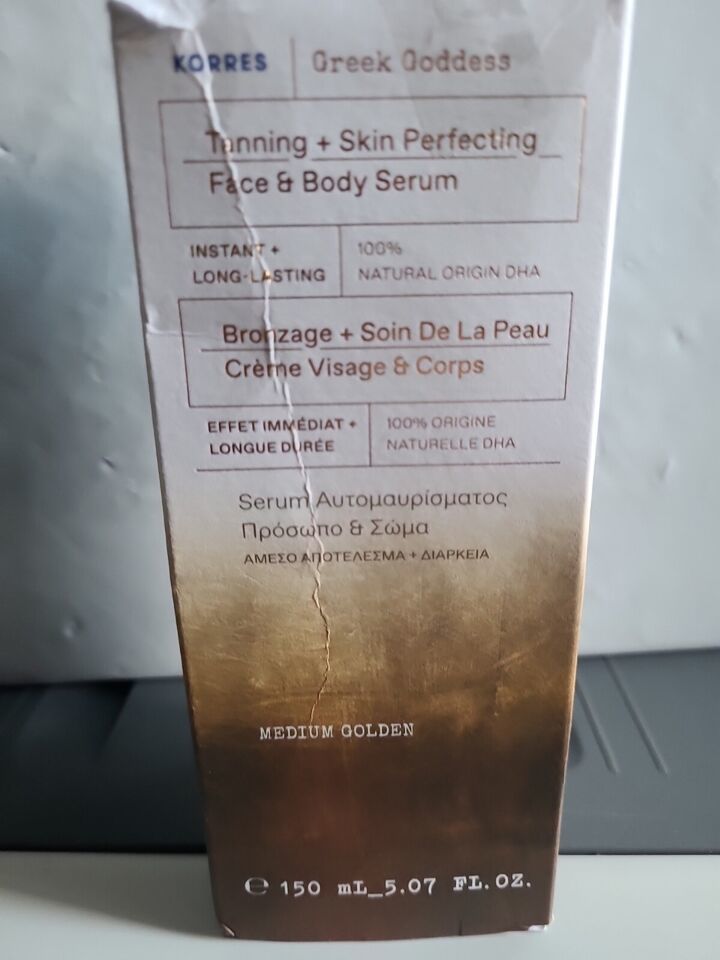 KORRES | Greek Goddess
Tanning + Skin Perfecting
Face & Body Serum
INSTANT +
LONG-LASTING
100%
NATURAL ORIGIN DHA
Bronzage + Soin De La Peau
Crème Visage & Corps
EFFET IMMÉDIAT +
LONGUE DURÉE
100% ORIGINE
NATURELLE DHA
Serum Αυτομαυρίσματος
Πρόσωπο & Σώμα
ΑΜΕΣΟ ΑΠΟΤΕΛΕΣΜΑ + ΔΙΑΡΚΕΙΑ
MEDIUM GOLDEN
℮ 150 mL_5.07 FL.OZ.